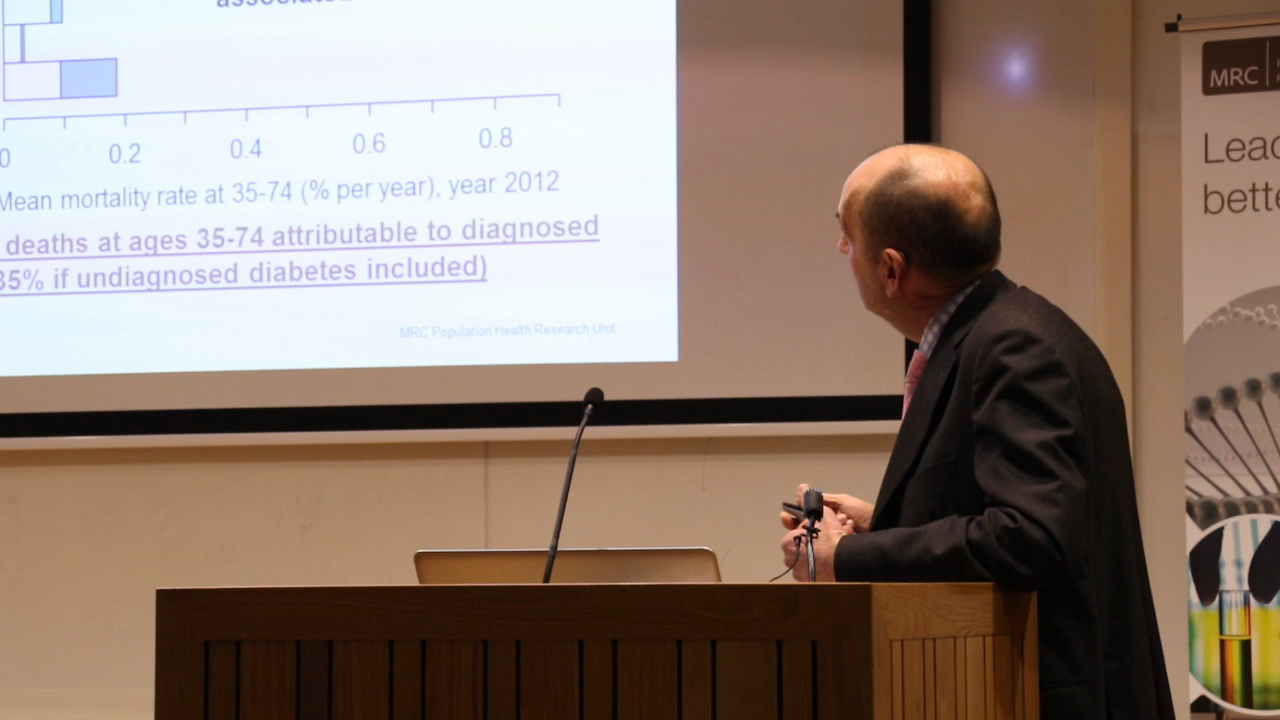 associated
0 0.2 0.4 0.6 0.8
Mean mortality rate at 35-74 (% per year), year 2012
deaths at ages 35-74 attributable to diagnosed
35% if undiagnosed diabetes included)
MRC Population Health Research Unit
MRC
Lead
bette